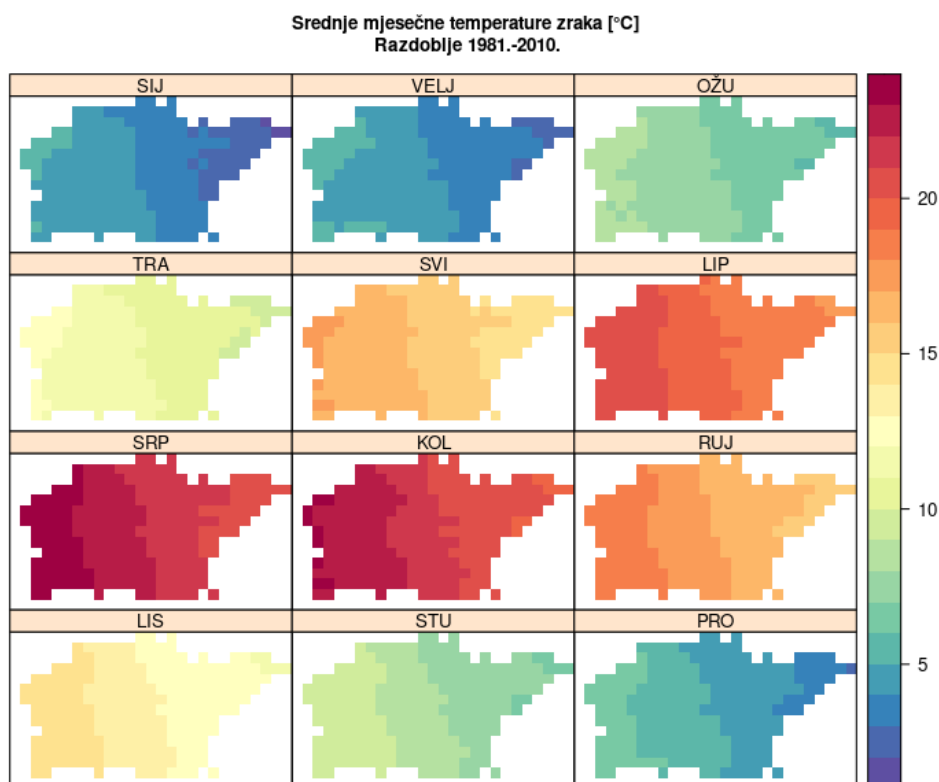 Srednje mjesečne temperature zraka [°C]
Razdoblje 1981.-2010.
SIJ VELJ OŽU
TRA SVI LIP
SRP KOL RUJ
LIS STU PRO
20
15
10
5